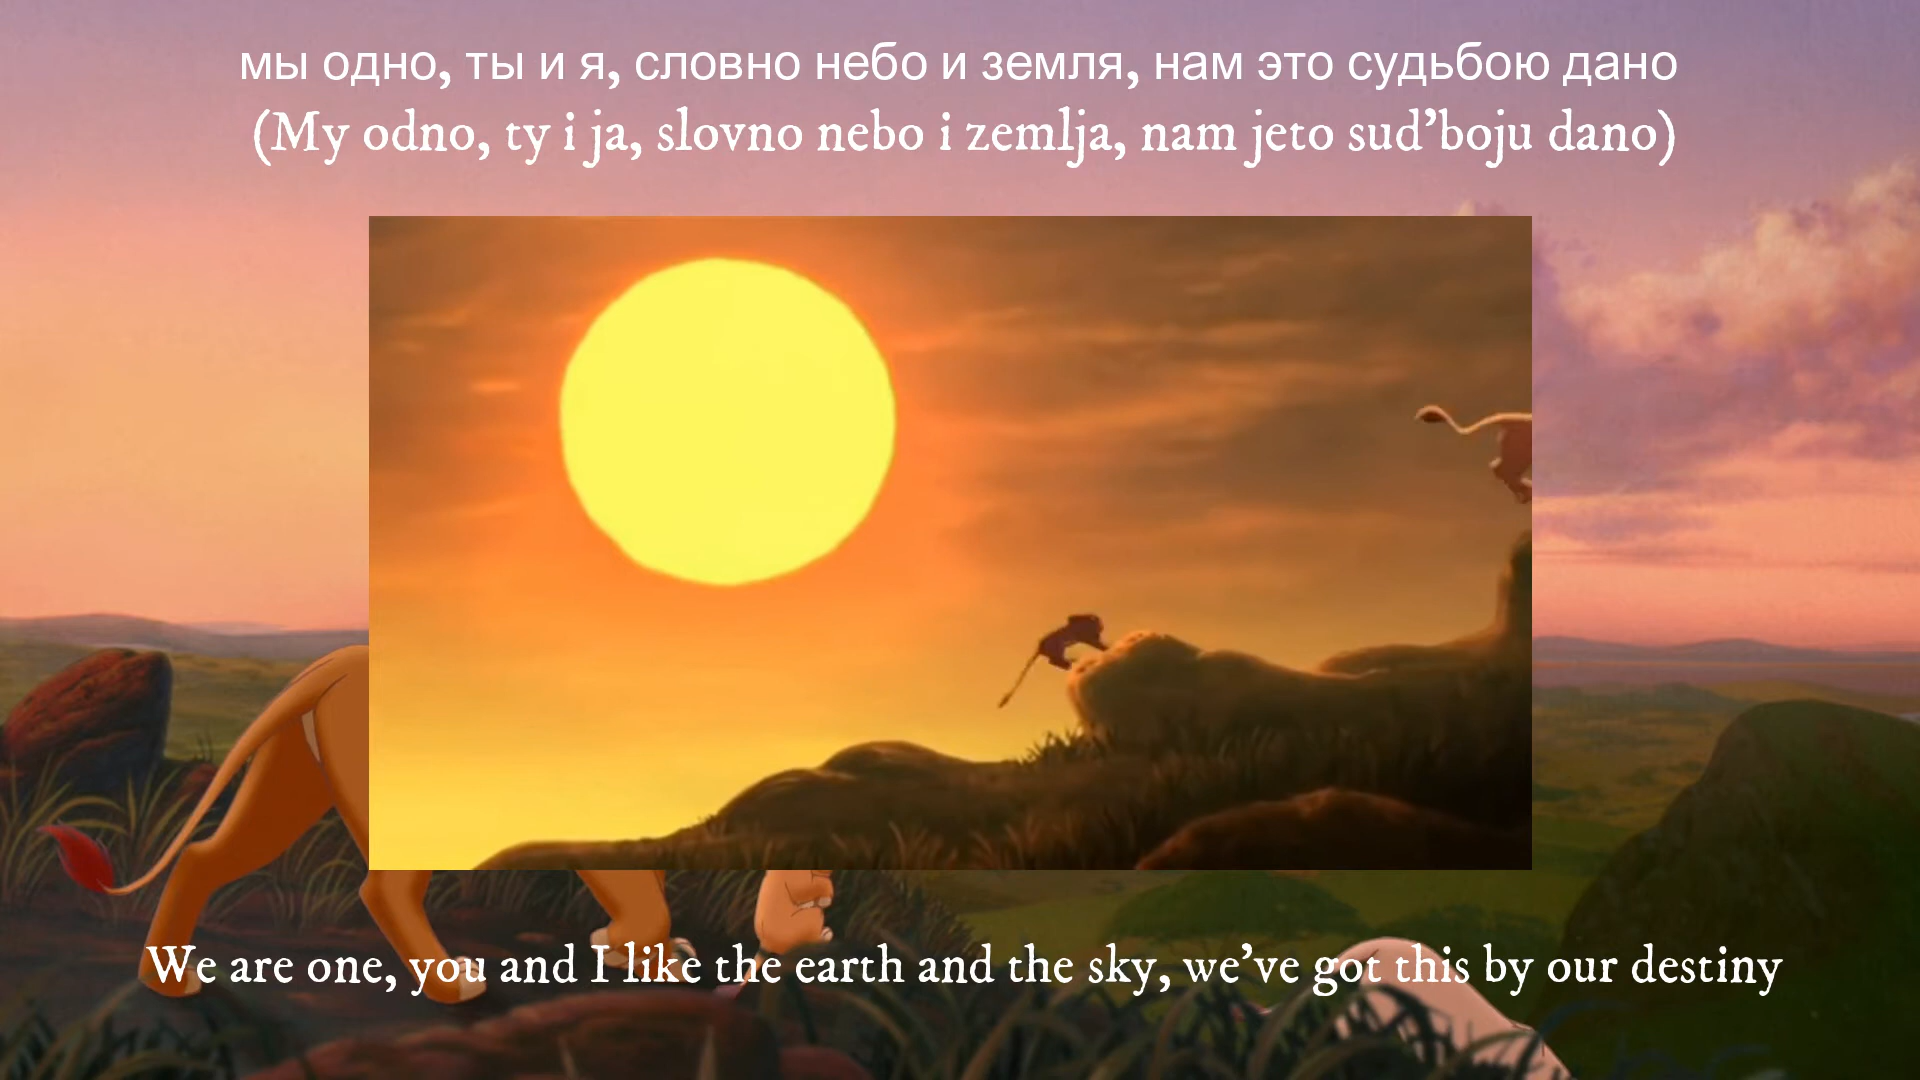 мы одно, ты и я, словно небо и земля, нам это судьбою дано
(My odno, ty i ja, slovno nebo i zemlja, nam jeto sud’boju dano)
We are one, you and I like the earth and the sky, we’ve got this by our destiny